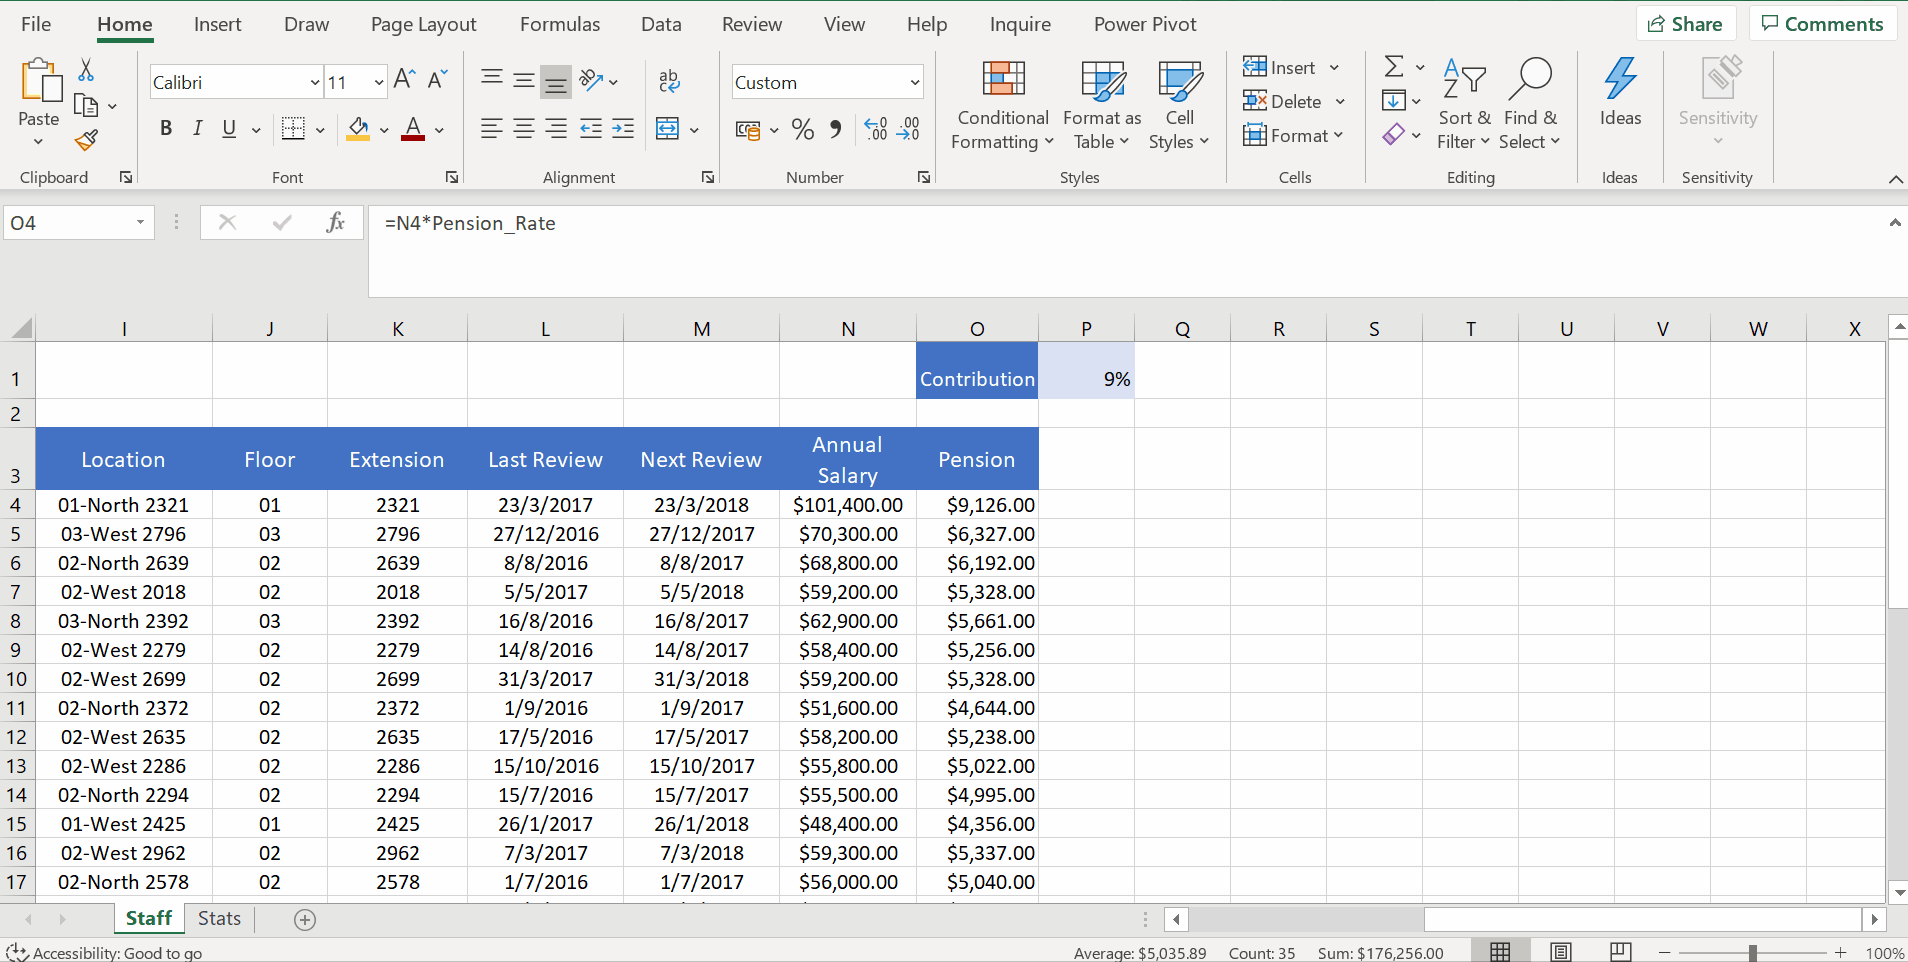 File Home Insert Draw Page Layout Formulas Data Review View Help Inquire Power Pivot Share Comments
Paste
Clipboard
Calibri 11
B I U A
Font
ab
Alignment
Custom
% .00 .00
Number
Conditional Formatting
Format as Table
Cell Styles
Styles
Insert
Delete
Format
Cells
Sort & Filter
Find & Select
Editing
Ideas
Ideas
Sensitivity
Sensitivity
O4 fx =N4*Pension_Rate
I J K L M N O P Q R S T U V W X
1 Contribution 9%
2
3 Location Floor Extension Last Review Next Review Annual Salary Pension
4 01-North 2321 01 2321 23/3/2017 23/3/2018 $101,400.00 $9,126.00
5 03-West 2796 03 2796 27/12/2016 27/12/2017 $70,300.00 $6,327.00
6 02-North 2639 02 2639 8/8/2016 8/8/2017 $68,800.00 $6,192.00
7 02-West 2018 02 2018 5/5/2017 5/5/2018 $59,200.00 $5,328.00
8 03-North 2392 03 2392 16/8/2016 16/8/2017 $62,900.00 $5,661.00
9 02-West 2279 02 2279 14/8/2016 14/8/2017 $58,400.00 $5,256.00
10 02-West 2699 02 2699 31/3/2017 31/3/2018 $59,200.00 $5,328.00
11 02-North 2372 02 2372 1/9/2016 1/9/2017 $51,600.00 $4,644.00
12 02-West 2635 02 2635 17/5/2016 17/5/2017 $58,200.00 $5,238.00
13 02-West 2286 02 2286 15/10/2016 15/10/2017 $55,800.00 $5,022.00
14 02-North 2294 02 2294 15/7/2016 15/7/2017 $55,500.00 $4,995.00
15 01-West 2425 01 2425 26/1/2017 26/1/2018 $48,400.00 $4,356.00
16 02-West 2962 02 2962 7/3/2017 7/3/2018 $59,300.00 $5,337.00
17 02-North 2578 02 2578 1/7/2016 1/7/2017 $56,000.00 $5,040.00
Staff Stats
Accessibility: Good to go Average: $5,035.89 Count: 35 Sum: $176,256.00 100%